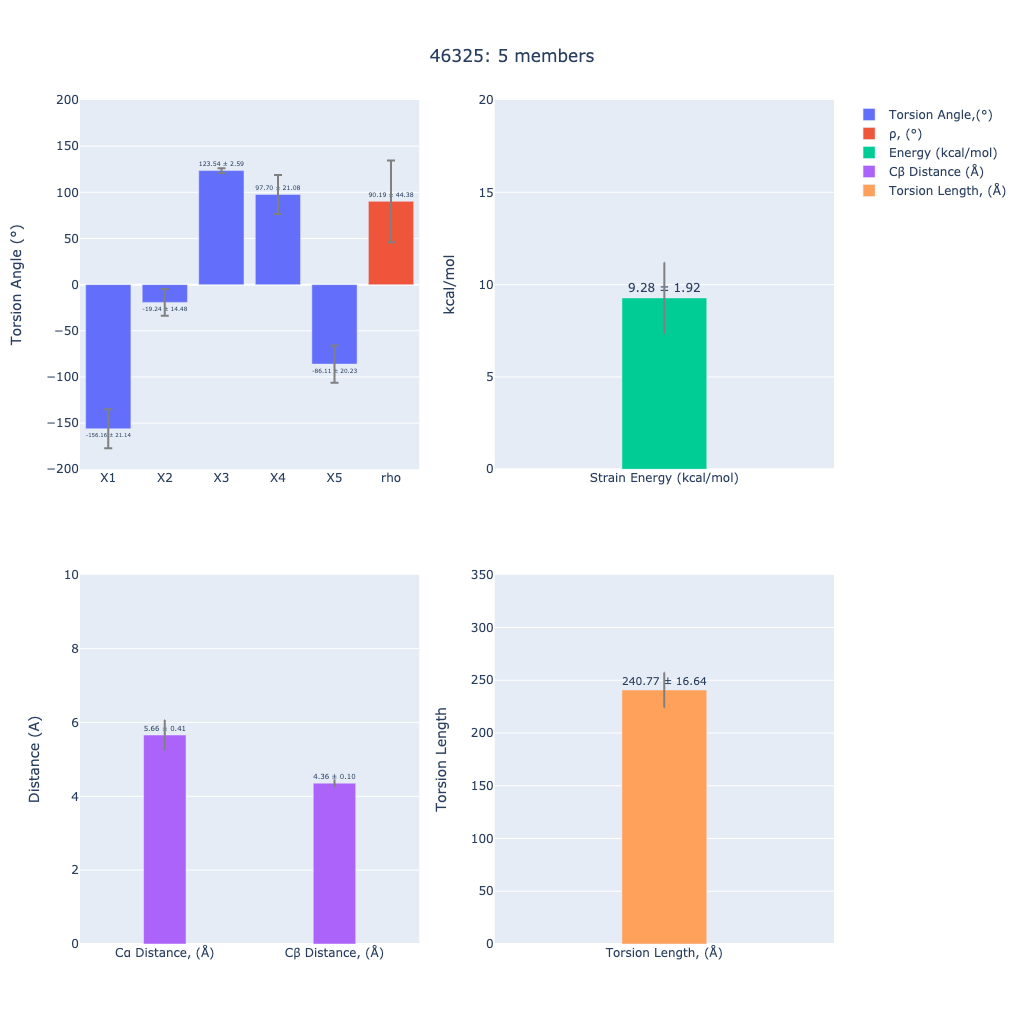 46325: 5 members
Torsion Angle (°)
200
150
100
50
0
−50
−100
−150
−200
-156.16 ± 21.14
-19.24 ± 14.48
123.54 ± 2.59
97.70 ± 21.08
-86.11 ± 20.23
90.19 ± 44.38
X1 X2 X3 X4 X5 rho
kcal/mol
20
15
10
5
0
9.28 ± 1.92
Strain Energy (kcal/mol)
Torsion Angle,(°)
ρ, (°)
Energy (kcal/mol)
Cβ Distance (Å)
Torsion Length, (Å)
Distance (A)
10
8
6
4
2
0
5.66 ± 0.41
4.36 ± 0.10
Cα Distance, (Å) Cβ Distance, (Å)
Torsion Length
350
300
250
200
150
100
50
0
240.77 ± 16.64
Torsion Length, (Å)